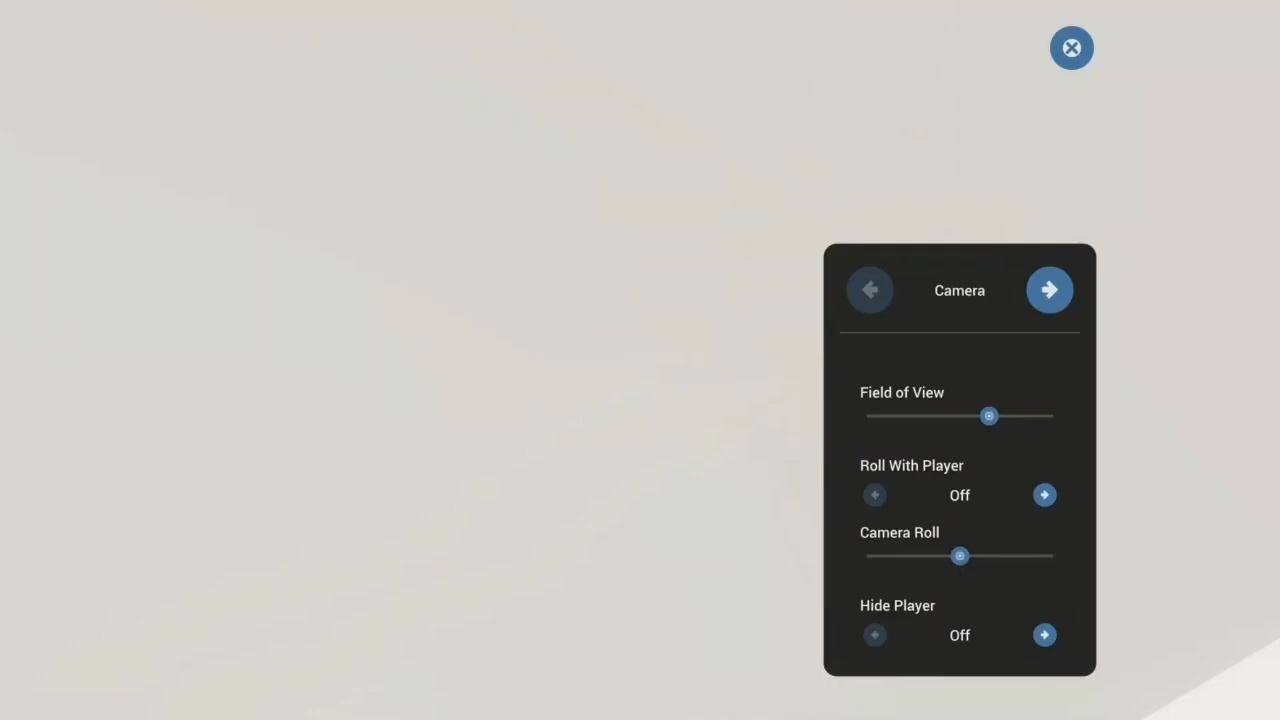 Camera
Field of View
Roll With Player
Off
Camera Roll
Hide Player
Off